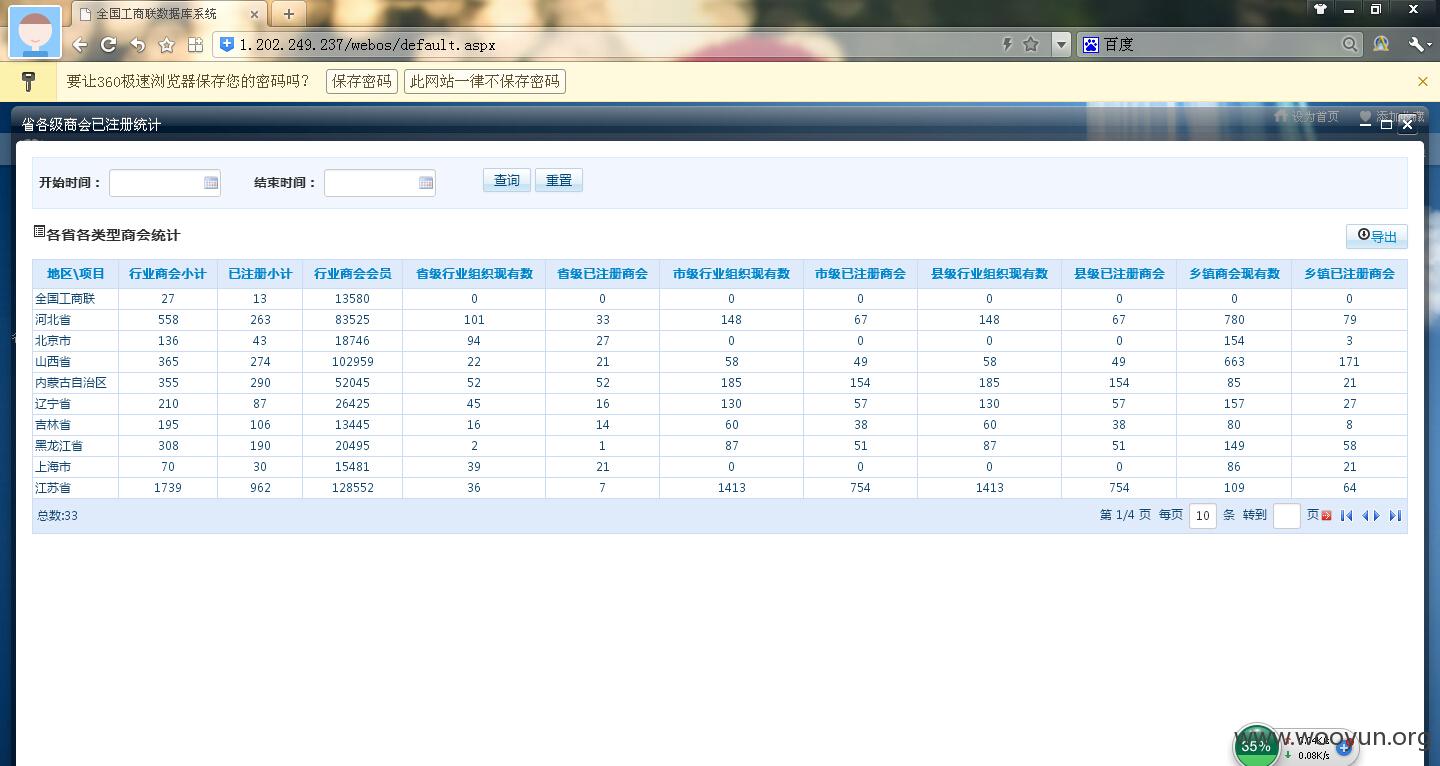 全国工商联数据库系统
1.202.249.237/webos/default.aspx 百度
要让360极速浏览器保存您的密码吗？ 保存密码 此网站一律不保存密码
设为首页
省各级商会已注册统计
开始时间： 结束时间： 查询 重置
各省各类型商会统计 导出
地区\项目 行业商会小计 已注册小计 行业商会会员 省级行业组织现有数 省级已注册商会 市级行业组织现有数 市级已注册商会 县级行业组织现有数 县级已注册商会 乡镇商会现有数 乡镇已注册商会
全国工商联 27 13 13580 0 0 0 0 0 0 0 0
河北省 558 263 83525 101 33 148 67 148 67 780 79
北京市 136 43 18746 94 27 0 0 0 0 154 3
山西省 365 274 102959 22 21 58 49 58 49 663 171
内蒙古自治区 355 290 52045 52 52 185 154 185 154 85 21
辽宁省 210 87 26425 45 16 130 57 130 57 157 27
吉林省 195 106 13445 16 14 60 38 60 38 80 8
黑龙江省 308 190 20495 2 1 87 51 87 51 149 58
上海市 70 30 15481 39 21 0 0 0 0 86 21
江苏省 1739 962 128552 36 7 1413 754 1413 754 109 64
总数:33 第 1/4 页 每页 10 条 转到 页
35%
www.wooyun.org
0.08K/s